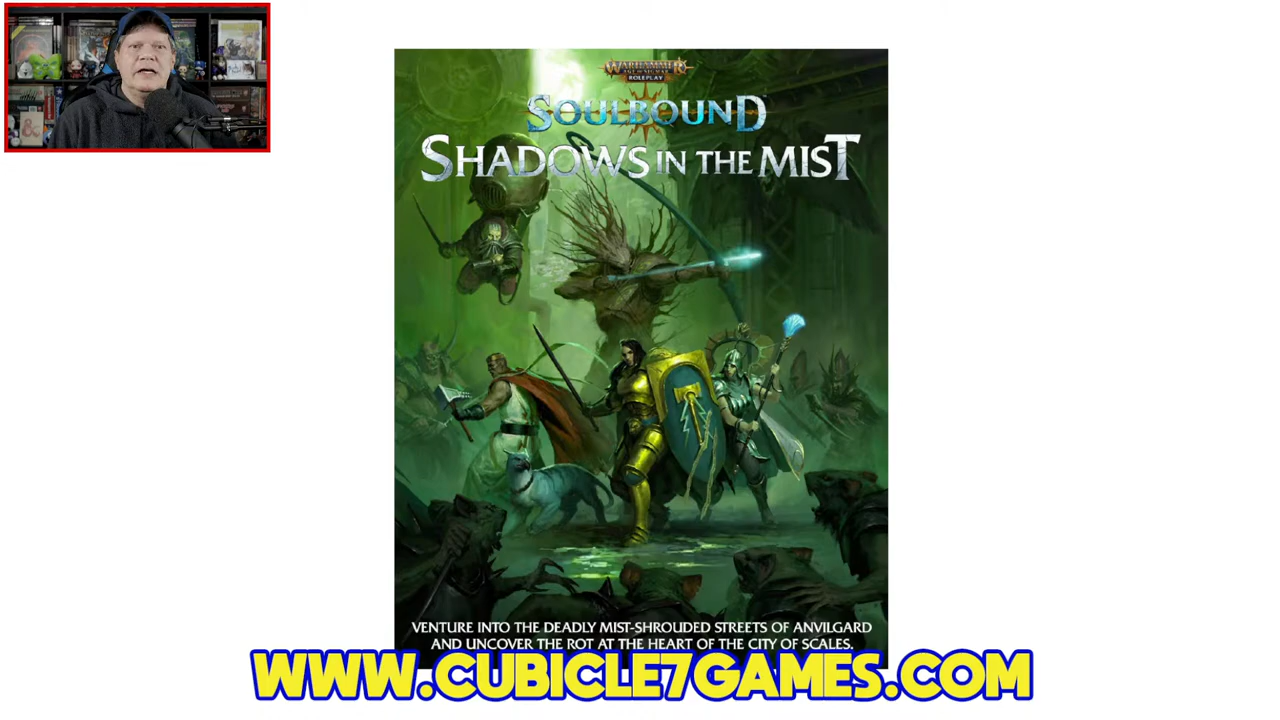 WARHAMMER
AGE OF SIGMAR
ROLEPLAY
SOULBOUND
SHADOWS IN THE MIST
VENTURE INTO THE DEADLY MIST-SHROUDED STREETS OF ANVILGARD
AND UNCOVER THE ROT AT THE HEART OF THE CITY OF SCALES.
WWW.CUBICLE7GAMES.COM